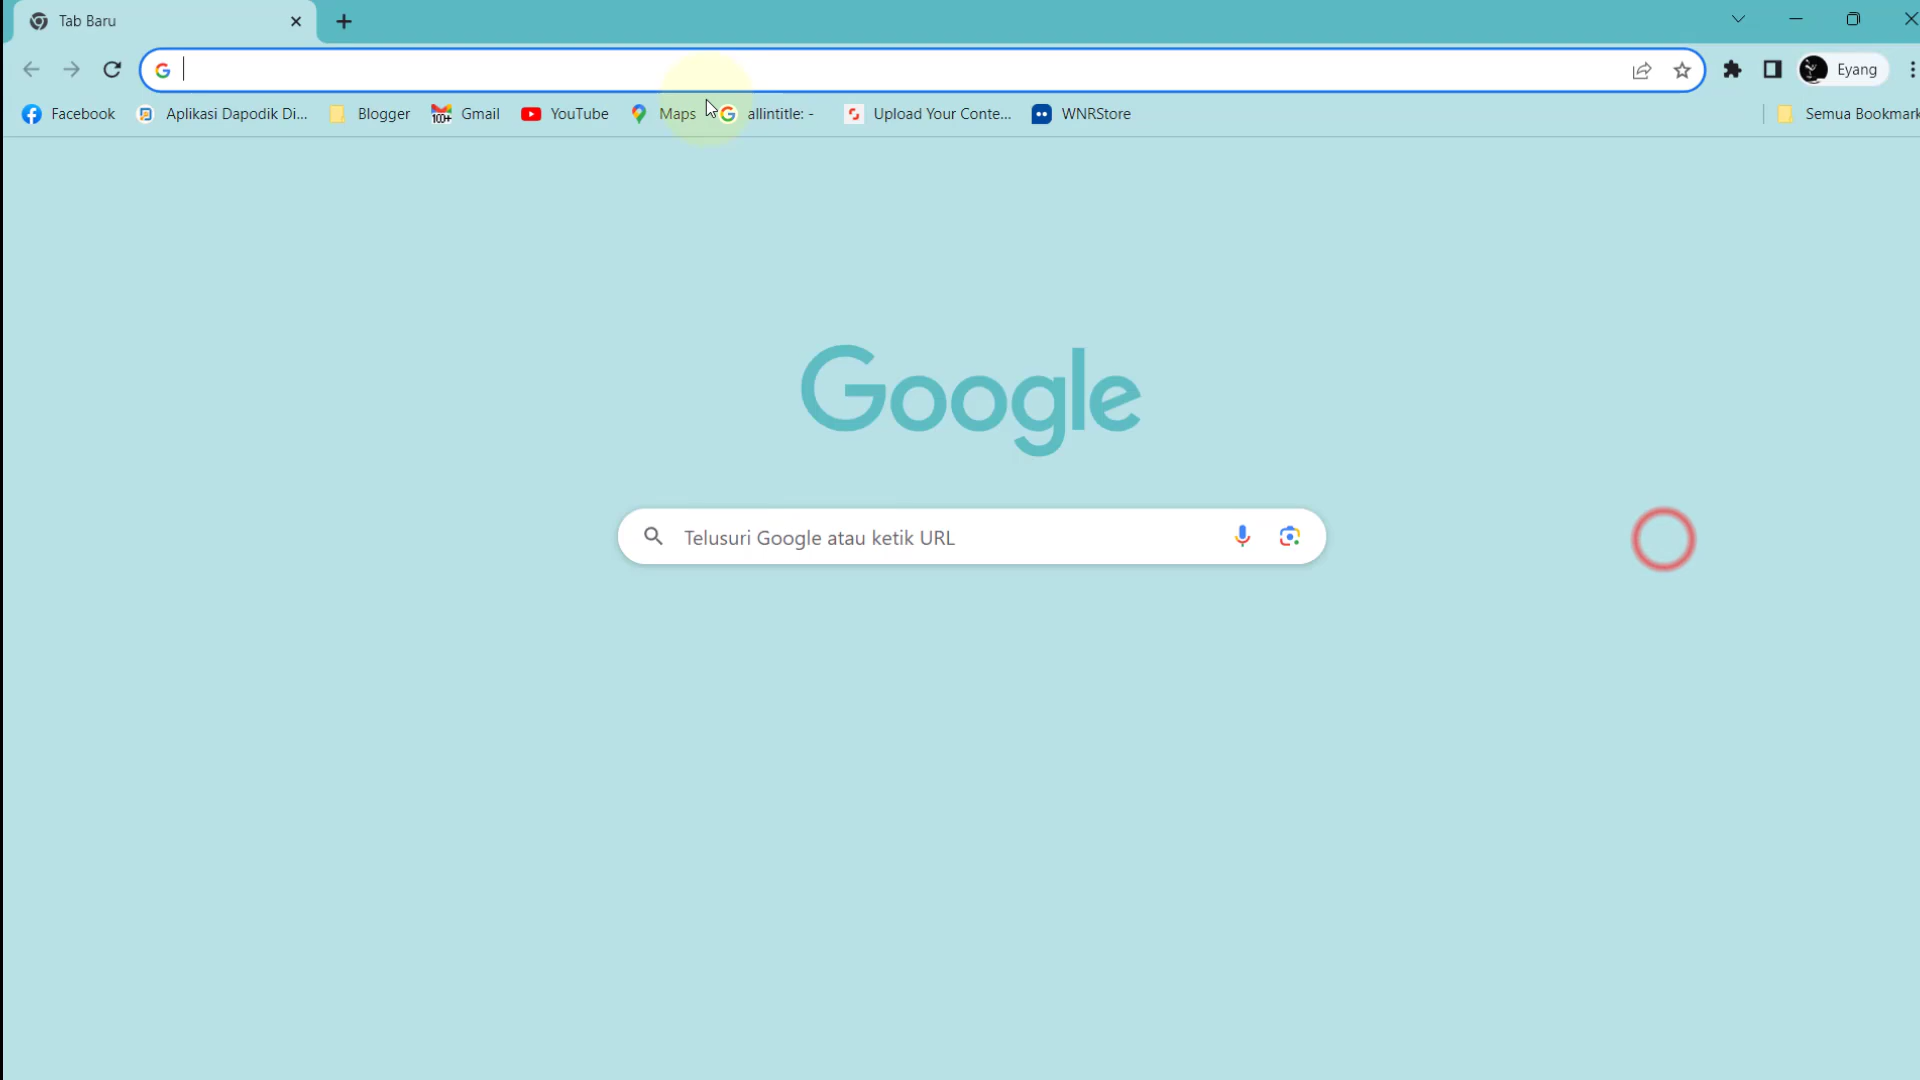 Tab Baru
Eyang
Facebook Aplikasi Dapodik Di... Blogger 100+ Gmail YouTube Maps allintitle: - Upload Your Conte... WNRStore Semua Bookmark
Google
Telusuri Google atau ketik URL